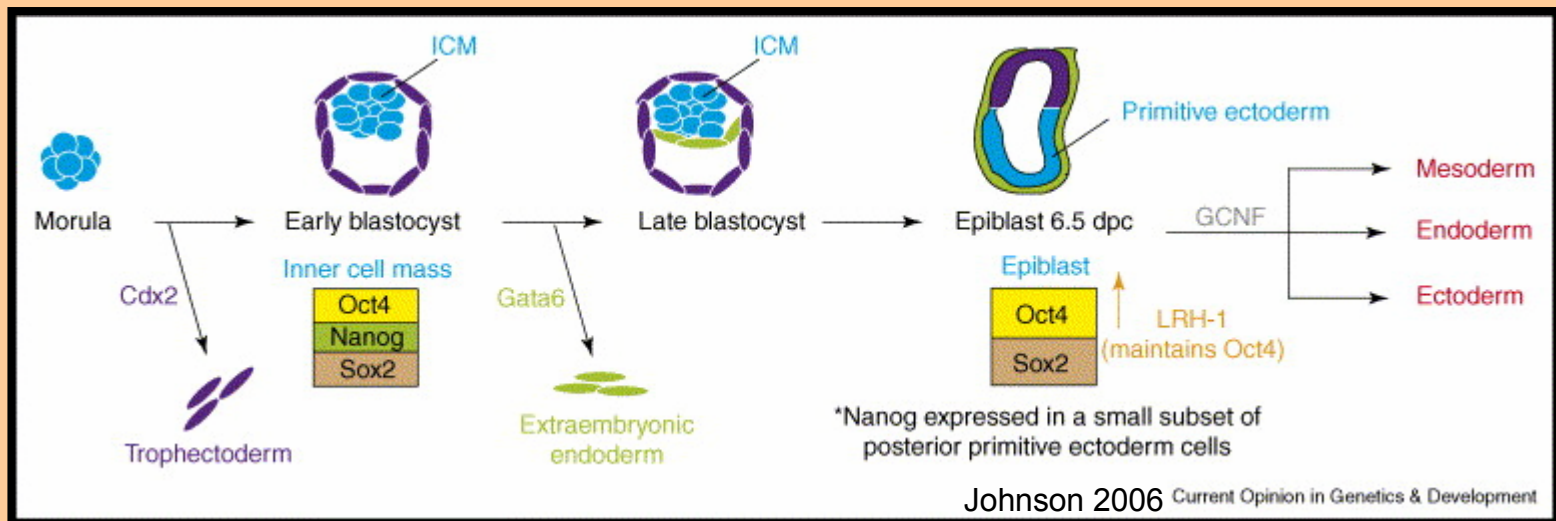 ICM
ICM
Primitive ectoderm
Morula
Early blastocyst
Late blastocyst
Epiblast 6.5 dpc
GCNF
Mesoderm
Endoderm
Ectoderm
Cdx2
Trophectoderm
Inner cell mass
Oct4
Nanog
Sox2
Gata6
Extraembryonic
endoderm
Epiblast
Oct4
Sox2
LRH-1
(maintains Oct4)
*Nanog expressed in a small subset of
posterior primitive ectoderm cells
Johnson 2006 Current Opinion in Genetics & Development